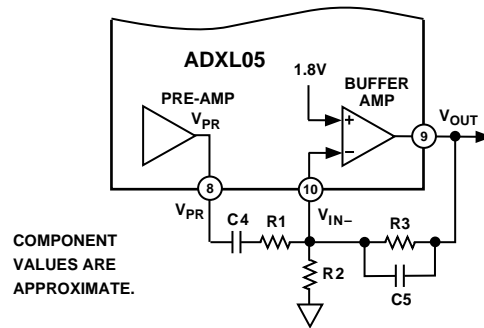 ADXL05
1.8V
BUFFER
AMP
PRE-AMP
VPR
+
−
9
VOUT
8
10
VPR
VIN−
C4
R1
R3
R2
C5
COMPONENT
VALUES ARE
APPROXIMATE.